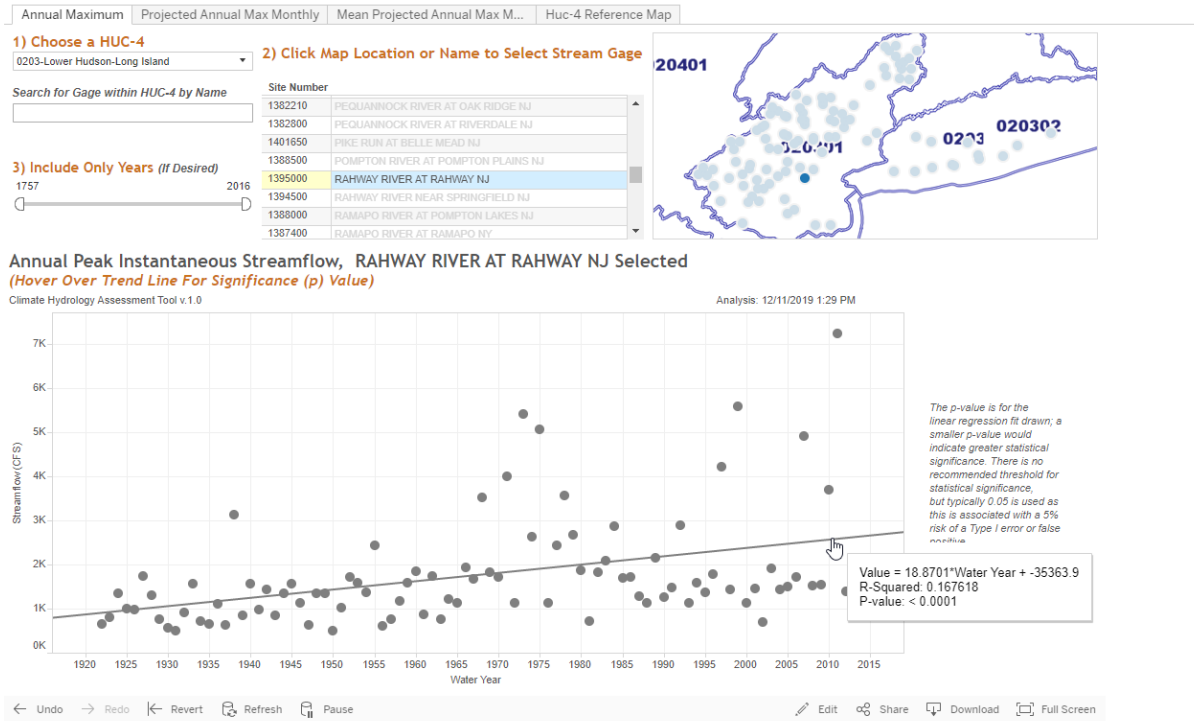 Annual Maximum
Projected Annual Max Monthly
Mean Projected Annual Max M...
Huc-4 Reference Map
1) Choose a HUC-4
0203-Lower Hudson-Long Island
Search for Gage within HUC-4 by Name
3) Include Only Years (If Desired)
1757 2016
2) Click Map Location or Name to Select Stream Gage
Site Number
1382210 PEQUANNOCK RIVER AT OAK RIDGE NJ
1382800 PEQUANNOCK RIVER AT RIVERDALE NJ
1401650 PIKE RUN AT BELLE MEAD NJ
1388500 POMPTON RIVER AT POMPTON PLAINS NJ
1395000 RAHWAY RIVER AT RAHWAY NJ
1394500 RAHWAY RIVER NEAR SPRINGFIELD NJ
1388000 RAMAPO RIVER AT POMPTON LAKES NJ
1387400 RAMAPO RIVER AT RAMAPO NY
020401
020302
0203
020301
Annual Peak Instantaneous Streamflow, RAHWAY RIVER AT RAHWAY NJ Selected
(Hover Over Trend Line For Significance (p) Value)
Climate Hydrology Assessment Tool v.1.0
Analysis: 12/11/2019 1:29 PM
Streamflow (CFS)
7K
6K
5K
4K
3K
2K
1K
0K
1920 1925 1930 1935 1940 1945 1950 1955 1960 1965 1970 1975 1980 1985 1990 1995 2000 2005 2010 2015
Water Year
The p-value is for the
linear regression fit drawn; a
smaller p-value would
indicate greater statistical
significance. There is no
recommended threshold for
statistical significance,
but typically 0.05 is used as
this is associated with a 5%
risk of a Type I error or false
positive.
Value = 18.8701*Water Year + -35363.9
R-Squared: 0.167618
P-value: < 0.0001
Undo
Redo
Revert
Refresh
Pause
Edit
Share
Download
Full Screen